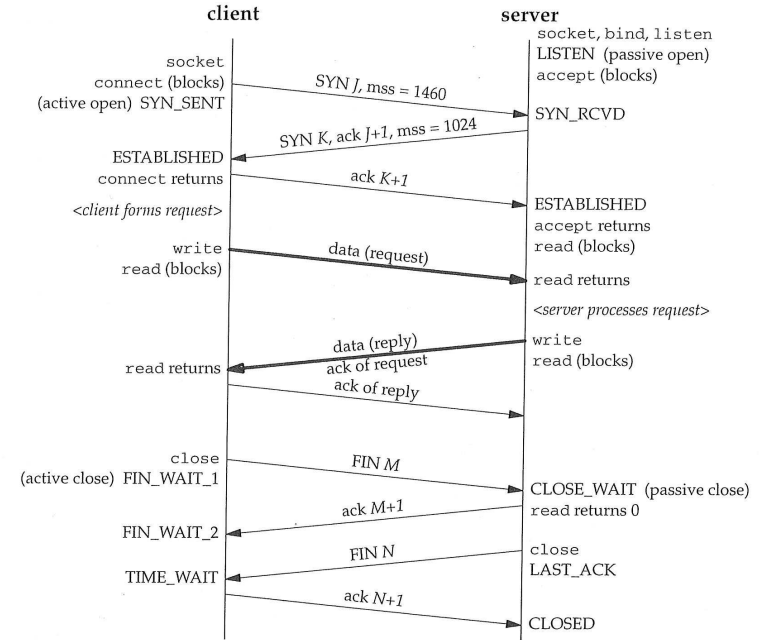 client
server
socket, bind, listen
LISTEN (passive open)
accept (blocks)
socket
connect (blocks)
(active open) SYN_SENT
SYN J, mss = 1460
SYN_RCVD
SYN K, ack J+1, mss = 1024
ESTABLISHED
connect returns
ack K+1
<client forms request>
ESTABLISHED
accept returns
read (blocks)
write
read (blocks)
data (request)
read returns
<server processes request>
write
read (blocks)
data (reply)
ack of request
read returns
ack of reply
close
(active close) FIN_WAIT_1
FIN M
CLOSE_WAIT (passive close)
read returns 0
ack M+1
FIN_WAIT_2
close
LAST_ACK
FIN N
TIME_WAIT
ack N+1
CLOSED